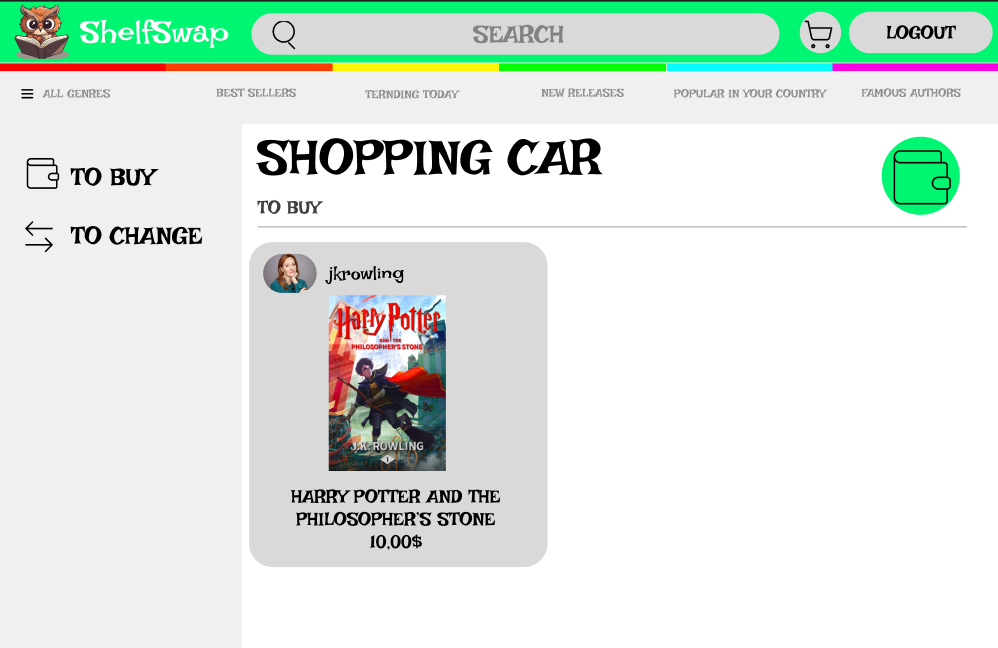 ShelfSwap
SEARCH
LOGOUT
ALL GENRES
BEST SELLERS
TERNDING TODAY
NEW RELEASES
POPULAR IN YOUR COUNTRY
FAMOUS AUTHORS
TO BUY
TO CHANGE
SHOPPING CAR
TO BUY
jkrowling
Harry Potter
AND THE
PHILOSOPHER'S STONE
J.K. ROWLING
1
HARRY POTTER AND THE
PHILOSOPHER'S STONE
10,00$